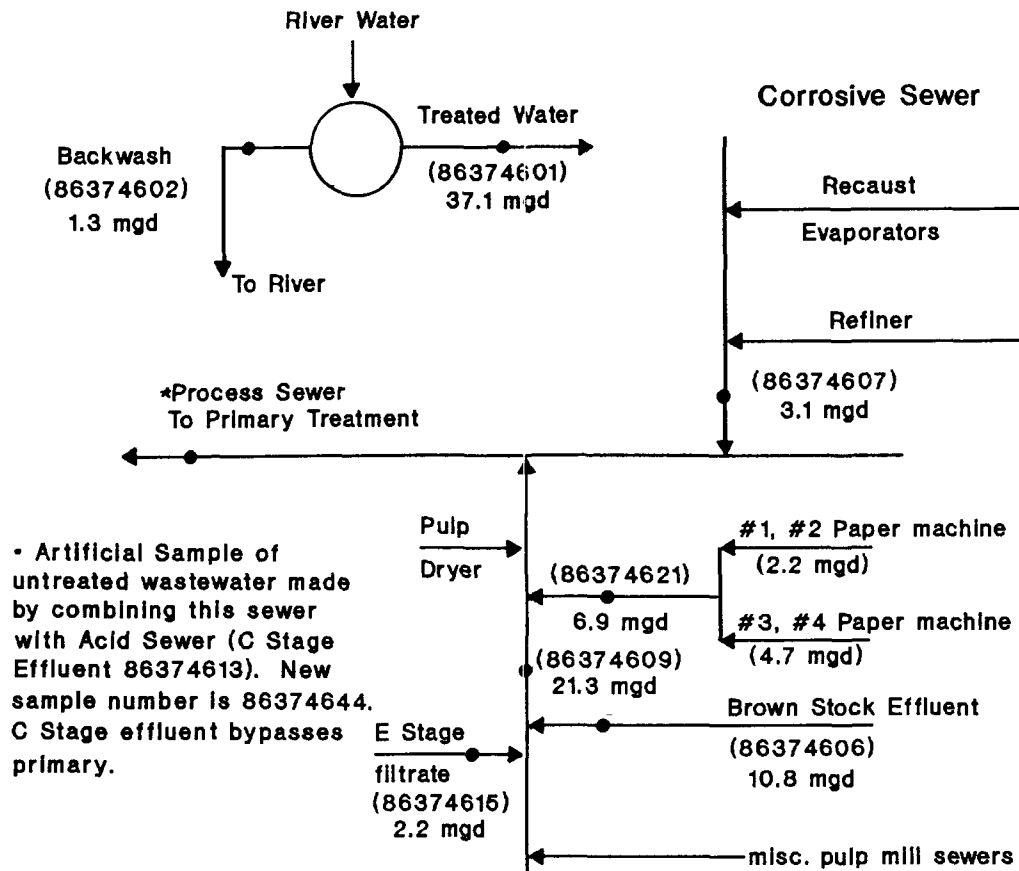 River Water
Treated Water
(86374601)
37.1 mgd
Backwash
(86374602)
1.3 mgd
To River
Corrosive Sewer
Recaust
Evaporators
Refiner
(86374607)
3.1 mgd
*Process Sewer
To Primary Treatment
Pulp
Dryer
(86374621)
6.9 mgd
#1, #2 Paper machine
(2.2 mgd)
#3, #4 Paper machine
(4.7 mgd)
(86374609)
21.3 mgd
Brown Stock Effluent
(86374606)
10.8 mgd
E Stage
filtrate
(86374615)
2.2 mgd
misc. pulp mill sewers
• Artificial Sample of
untreated wastewater made
by combining this sewer
with Acid Sewer (C Stage
Effluent 86374613). New
sample number is 86374644.
C Stage effluent bypasses
primary.